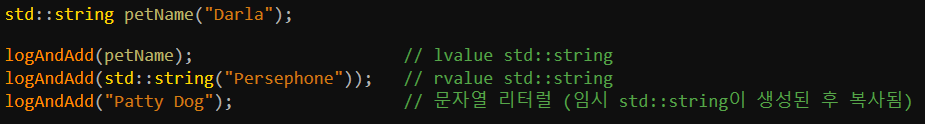 std::string petName("Darla");
logAndAdd(petName);                     // lvalue std::string
logAndAdd(std::string("Persephone"));   // rvalue std::string
logAndAdd("Patty Dog");                 // 문자열 리터럴 (임시 std::string이 생성된 후 복사됨)